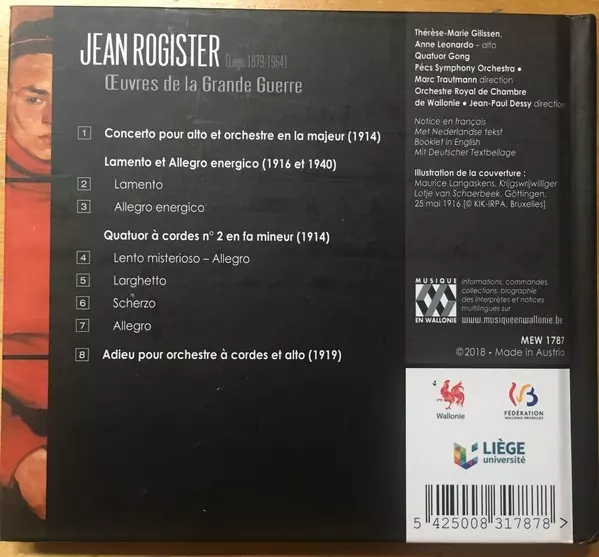 JEAN ROGISTER (Liège, 1879-1964)
Œuvres de la Grande Guerre
1 Concerto pour alto et orchestre en la majeur (1914)
Lamento et Allegro energico (1916 et 1940)
2 Lamento
3 Allegro energico
Quatuor à cordes n° 2 en fa mineur (1914)
4 Lento misterioso – Allegro
5 Larghetto
6 Scherzo
7 Allegro
8 Adieu pour orchestre à cordes et alto (1919)
Thérèse-Marie Gilissen,
Anne Leonardo – alto
Quatuor Gong
Pécs Symphony Orchestra •
Marc Trautmann direction
Orchestre Royal de Chambre
de Wallonie • Jean-Paul Dessy direction
Notice en français
Met Nederlandse tekst
Booklet in English
Mit Deutscher Textbeilage
Illustration de la couverture :
Maurice Langaskens, Krijgswrijwilliger
Lotje van Schaerbeek, Göttingen,
25 mai 1916 [© KIK-IRPA, Bruxelles]
MUSIQUE
EN WALLONIE
informations, commandes,
collections, biographie
des interprètes et notices
multilingues sur
www.musiqueenwallonie.be
MEW 1787
©2018 - Made in Austria
Wallonie
FÉDÉRATION
WALLONIE-BRUXELLES
LIÈGE
université
5 425008 317878 >